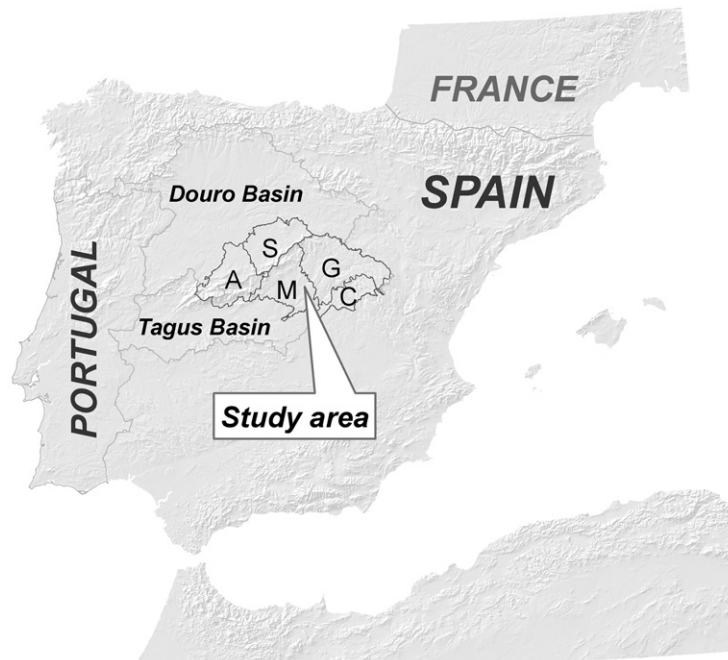 FRANCE
SPAIN
Douro Basin
S
G
A
M
C
Tagus Basin
PORTUGAL
Study area